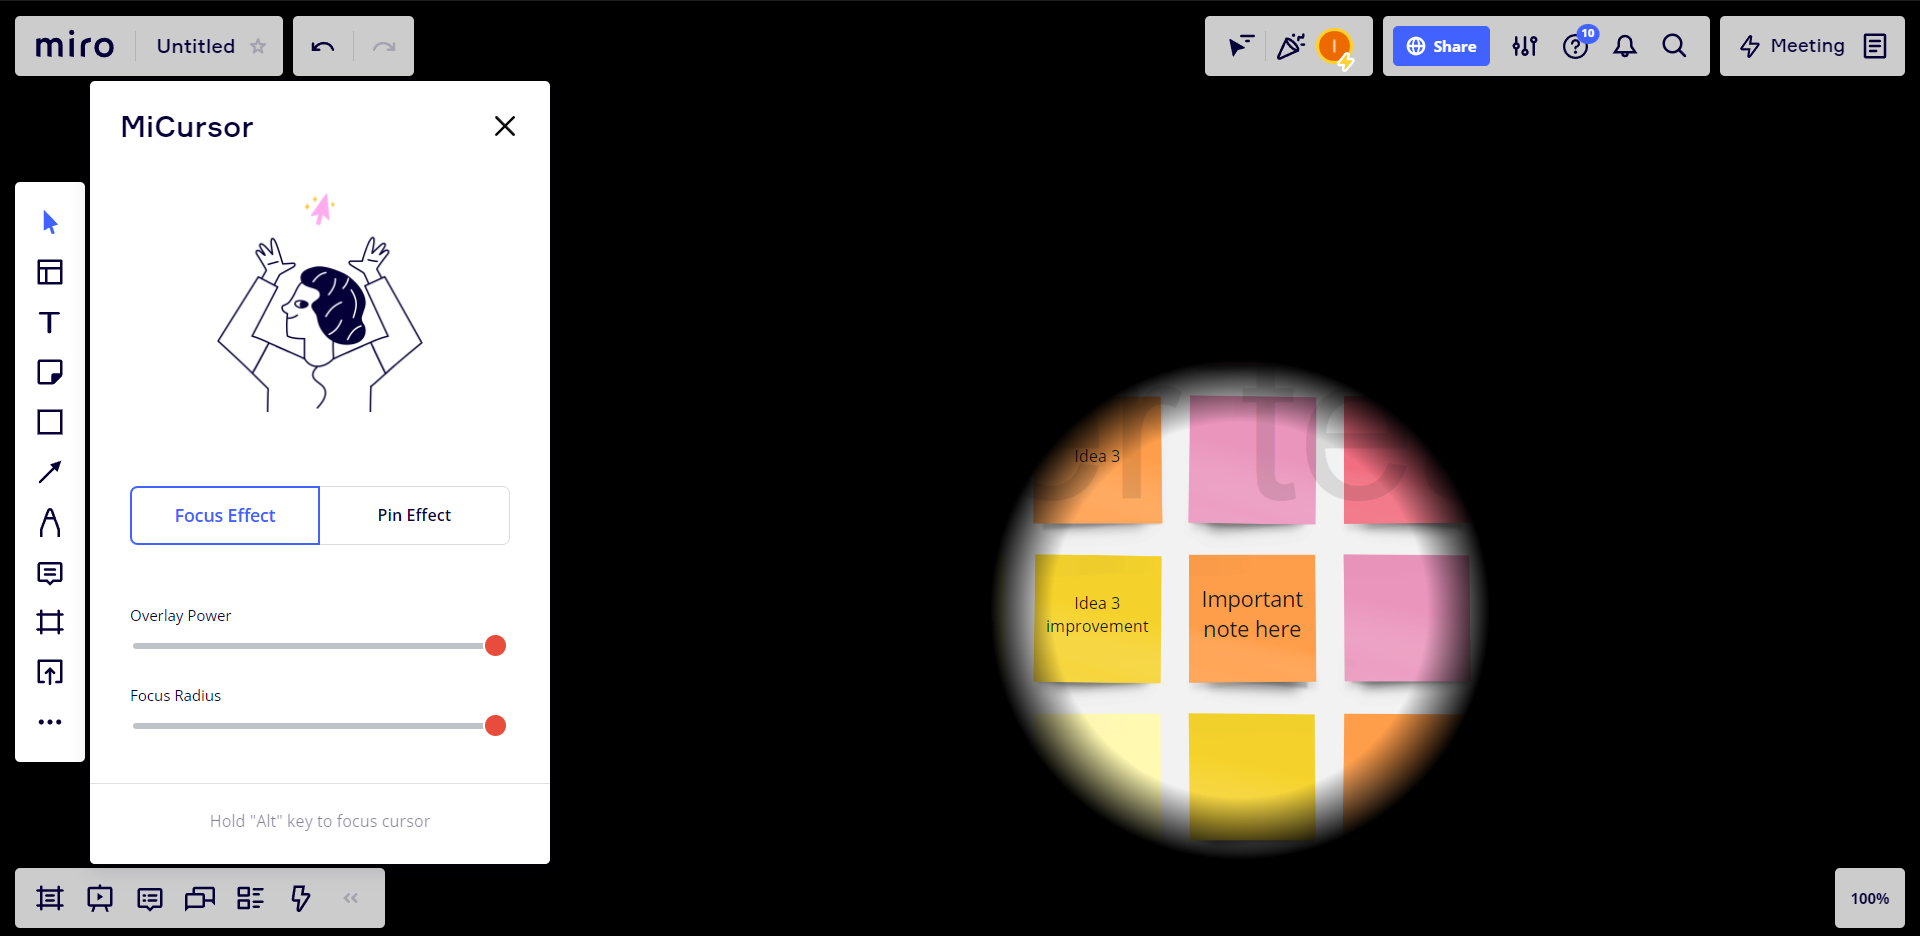 miro
Untitled
10
Share
Meeting
MiCursor
Focus Effect
Pin Effect
Overlay Power
Focus Radius
Hold "Alt" key to focus cursor
Idea 3
Idea 3
improvement
Important
note here
100%